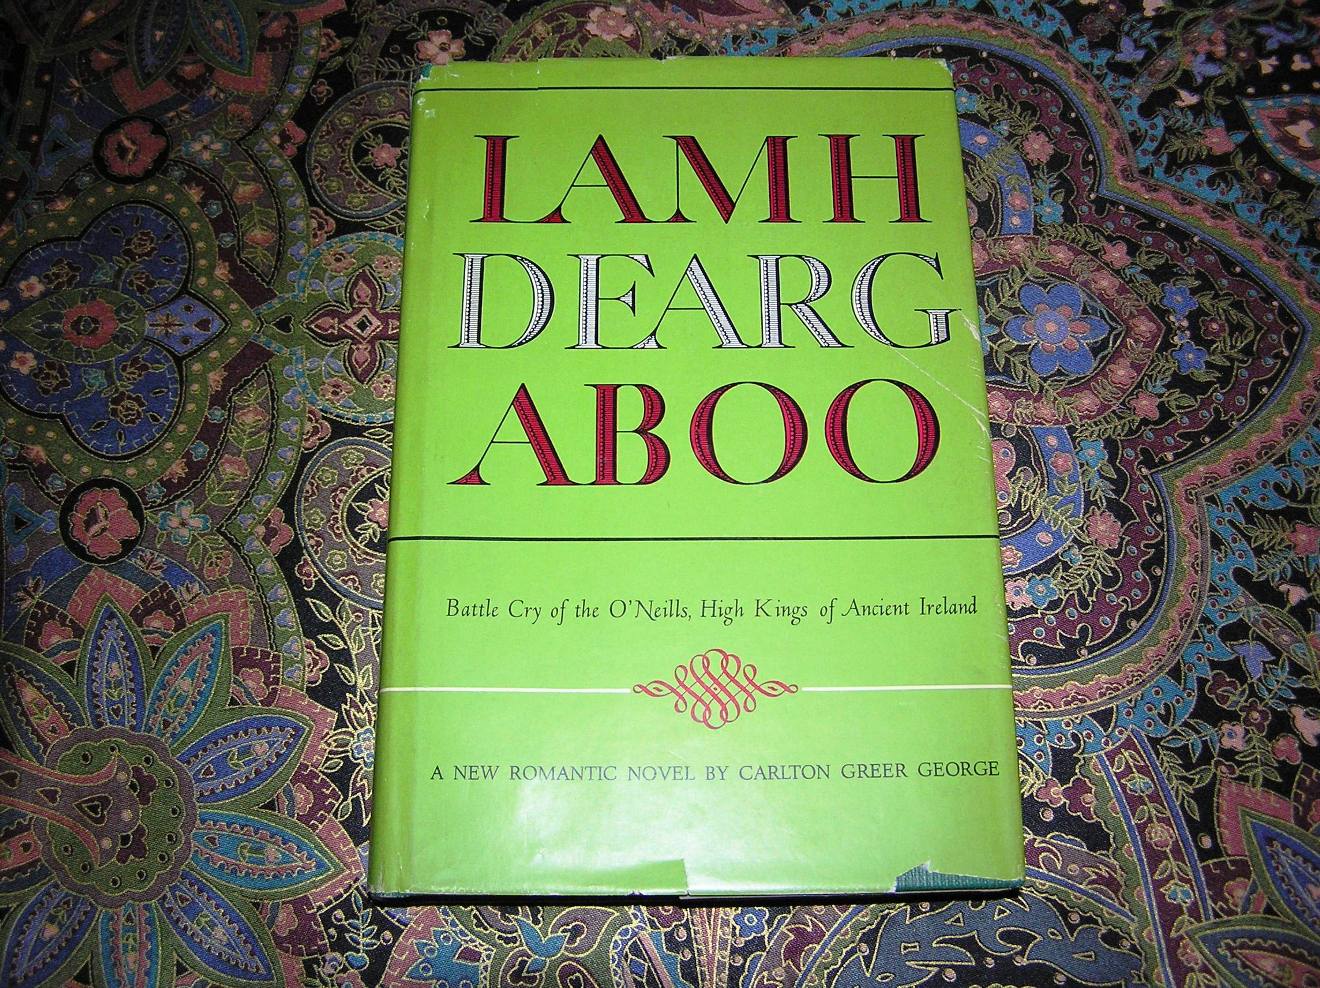 LAMH
DEARG
ABOO
Battle Cry of the O'Neills, High Kings of Ancient Ireland
A NEW ROMANTIC NOVEL BY CARLTON GREER GEORGE